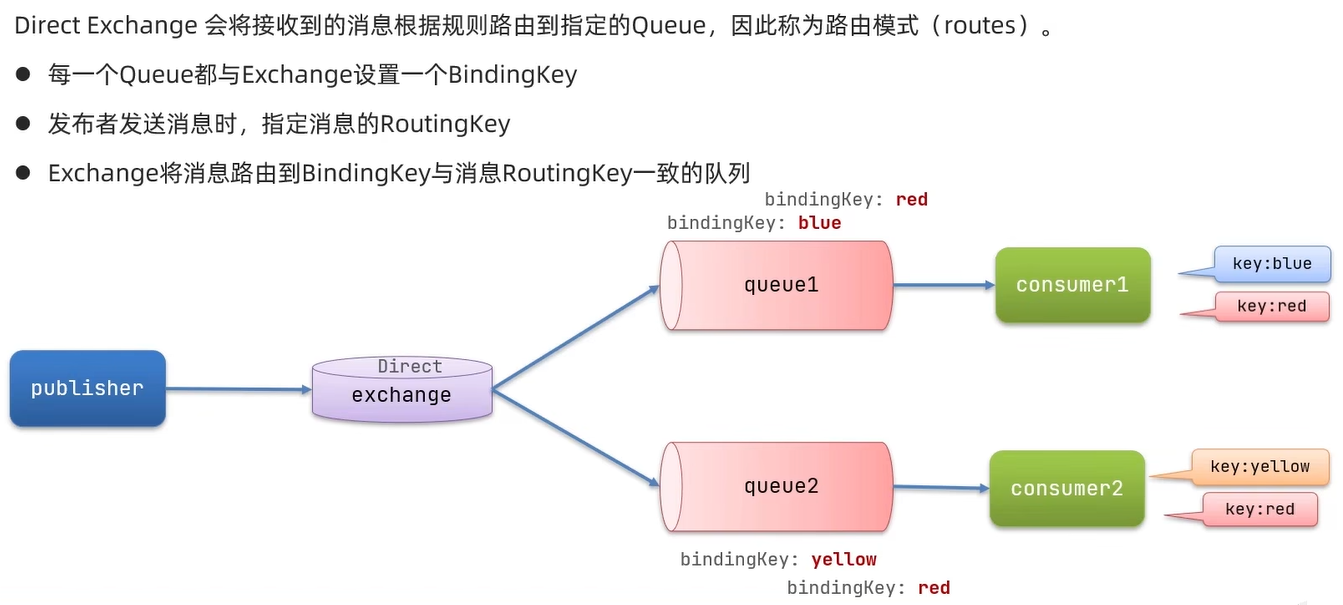 Direct Exchange 会将接收到的消息根据规则路由到指定的Queue，因此称为路由模式（routes）。
● 每一个Queue都与Exchange设置一个BindingKey
● 发布者发送消息时，指定消息的RoutingKey
● Exchange将消息路由到BindingKey与消息RoutingKey一致的队列
bindingKey: red
bindingKey: blue
queue1
consumer1
key:blue
key:red
publisher
Direct
exchange
queue2
consumer2
key:yellow
key:red
bindingKey: yellow
bindingKey: red